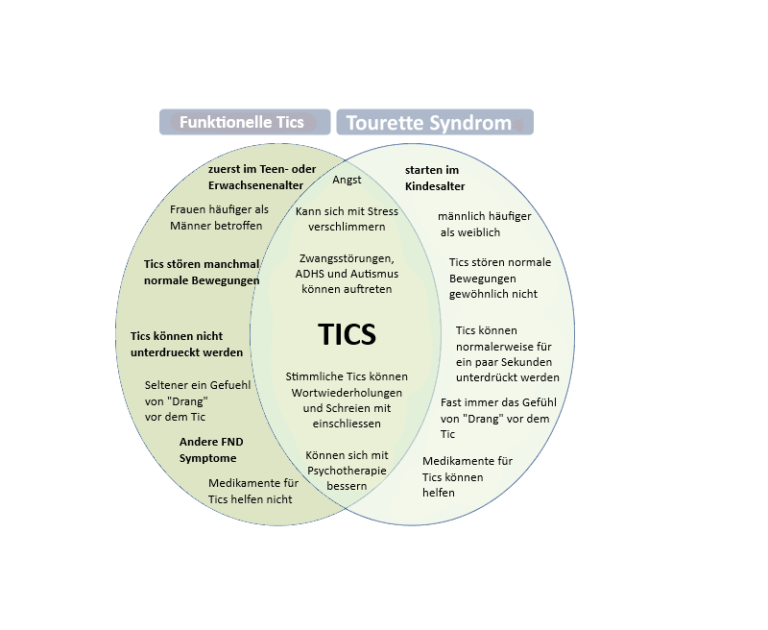 Funktionelle Tics
Tourette Syndrom
zuerst im Teen- oder
Erwachsenenalter
Frauen häufiger als
Männer betroffen
Tics stören manchmal
normale Bewegungen
Tics können nicht
unterdrueckt werden
Seltener ein Gefuehl
von "Drang"
vor dem Tic
Andere FND
Symptome
Medikamente für
Tics helfen nicht
Angst
Kann sich mit Stress
verschlimmern
Zwangsstörungen,
ADHS und Autismus
können auftreten
TICS
Stimmliche Tics können
Wortwiederholungen
und Schreien mit
einschliessen
Können sich mit
Psychotherapie
bessern
starten im
Kindesalter
männlich häufiger
als weiblich
Tics stören normale
Bewegungen
gewöhnlich nicht
Tics können
normalerweise für
ein paar Sekunden
unterdrückt werden
Fast immer das Gefühl
von "Drang" vor dem
Tic
Medikamente für
Tics können
helfen